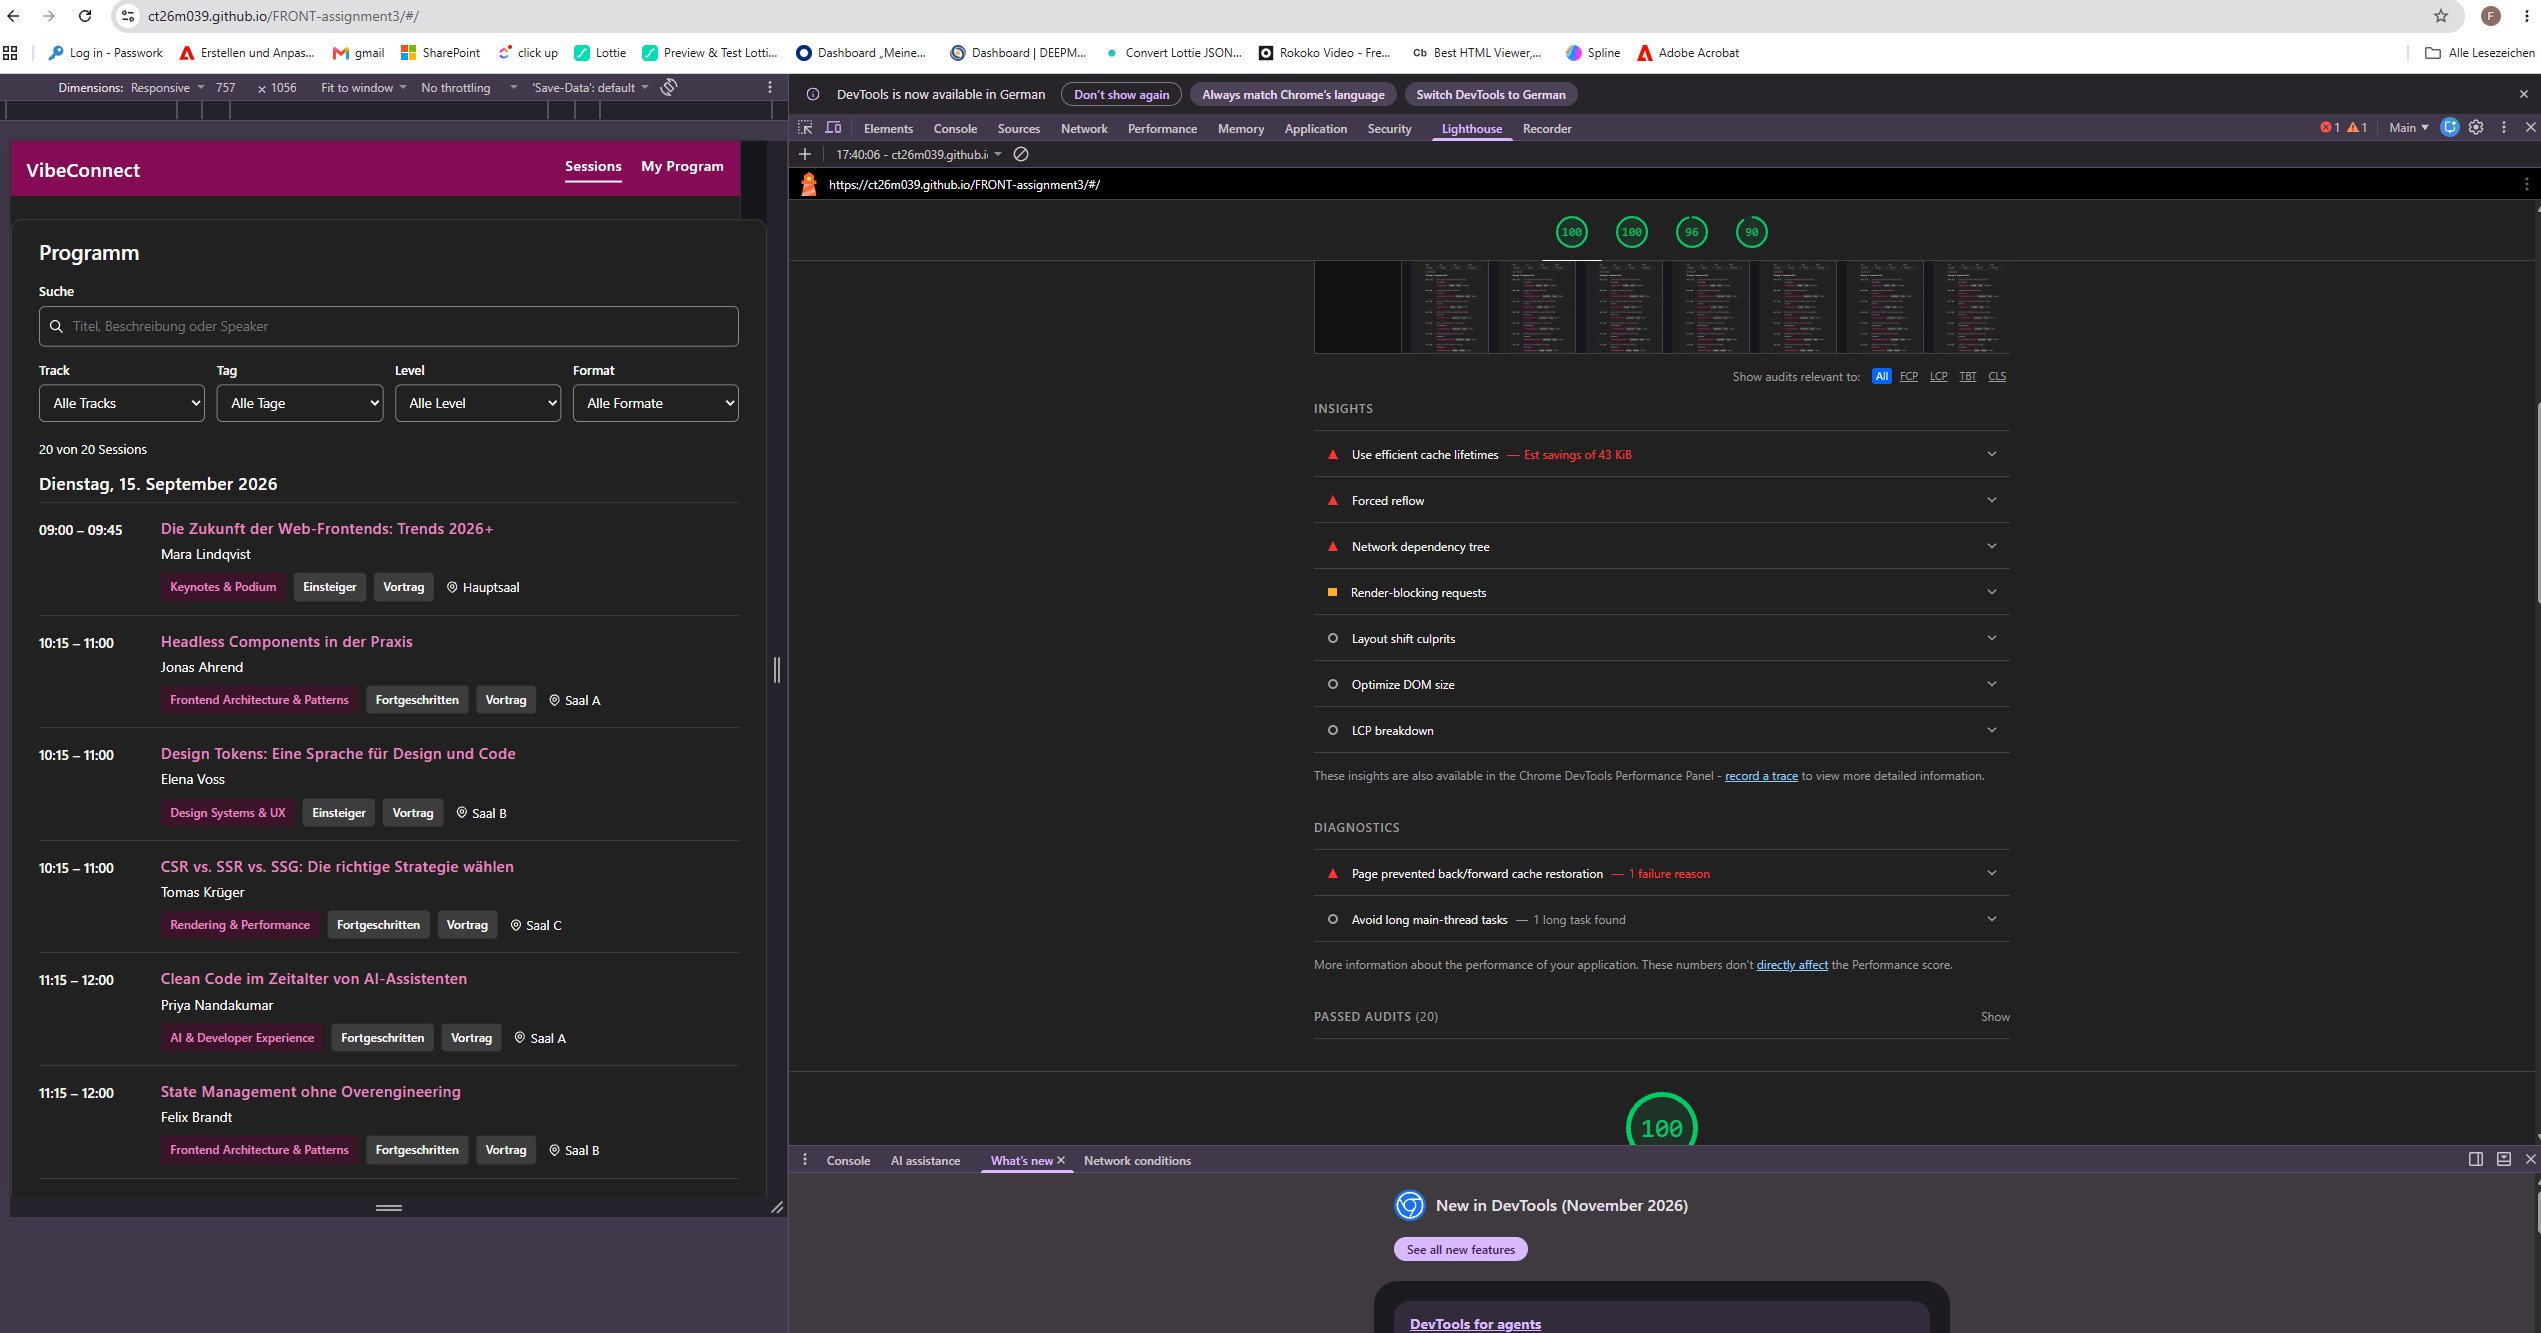 ct26m039.github.io/FRONT-assignment3/#/
F
Log in - Passwork
Erstellen und Anpas...
gmail
SharePoint
click up
Lottie
Preview & Test Lotti...
Dashboard „Meine...
Dashboard | DEEPM...
Convert Lottie JSON...
Rokoko Video - Fre...
Cb Best HTML Viewer,...
Spline
Adobe Acrobat
Alle Lesezeichen
Dimensions: Responsive 757 × 1056 Fit to window No throttling 'Save-Data': default
VibeConnect
Sessions My Program
Programm
Suche
Titel, Beschreibung oder Speaker
Track Tag Level Format
Alle Tracks Alle Tage Alle Level Alle Formate
20 von 20 Sessions
Dienstag, 15. September 2026
09:00 – 09:45 Die Zukunft der Web-Frontends: Trends 2026+
Mara Lindqvist
Keynotes & Podium Einsteiger Vortrag Hauptsaal
10:15 – 11:00 Headless Components in der Praxis
Jonas Ahrend
Frontend Architecture & Patterns Fortgeschritten Vortrag Saal A
10:15 – 11:00 Design Tokens: Eine Sprache für Design und Code
Elena Voss
Design Systems & UX Einsteiger Vortrag Saal B
10:15 – 11:00 CSR vs. SSR vs. SSG: Die richtige Strategie wählen
Tomas Krüger
Rendering & Performance Fortgeschritten Vortrag Saal C
11:15 – 12:00 Clean Code im Zeitalter von AI-Assistenten
Priya Nandakumar
AI & Developer Experience Fortgeschritten Vortrag Saal A
11:15 – 12:00 State Management ohne Overengineering
Felix Brandt
Frontend Architecture & Patterns Fortgeschritten Vortrag Saal B
DevTools is now available in German Don't show again Always match Chrome's language Switch DevTools to German
Elements Console Sources Network Performance Memory Application Security Lighthouse Recorder 1 1 Main
17:40:06 - ct26m039.github.i
https://ct26m039.github.io/FRONT-assignment3/#/
100 100 96 90
Show audits relevant to: All FCP LCP TBT CLS
INSIGHTS
Use efficient cache lifetimes — Est savings of 43 KiB
Forced reflow
Network dependency tree
Render-blocking requests
Layout shift culprits
Optimize DOM size
LCP breakdown
These insights are also available in the Chrome DevTools Performance Panel - record a trace to view more detailed information.
DIAGNOSTICS
Page prevented back/forward cache restoration — 1 failure reason
Avoid long main-thread tasks — 1 long task found
More information about the performance of your application. These numbers don't directly affect the Performance score.
PASSED AUDITS (20) Show
100
Console AI assistance What's new Network conditions
New in DevTools (November 2026)
See all new features
DevTools for agents